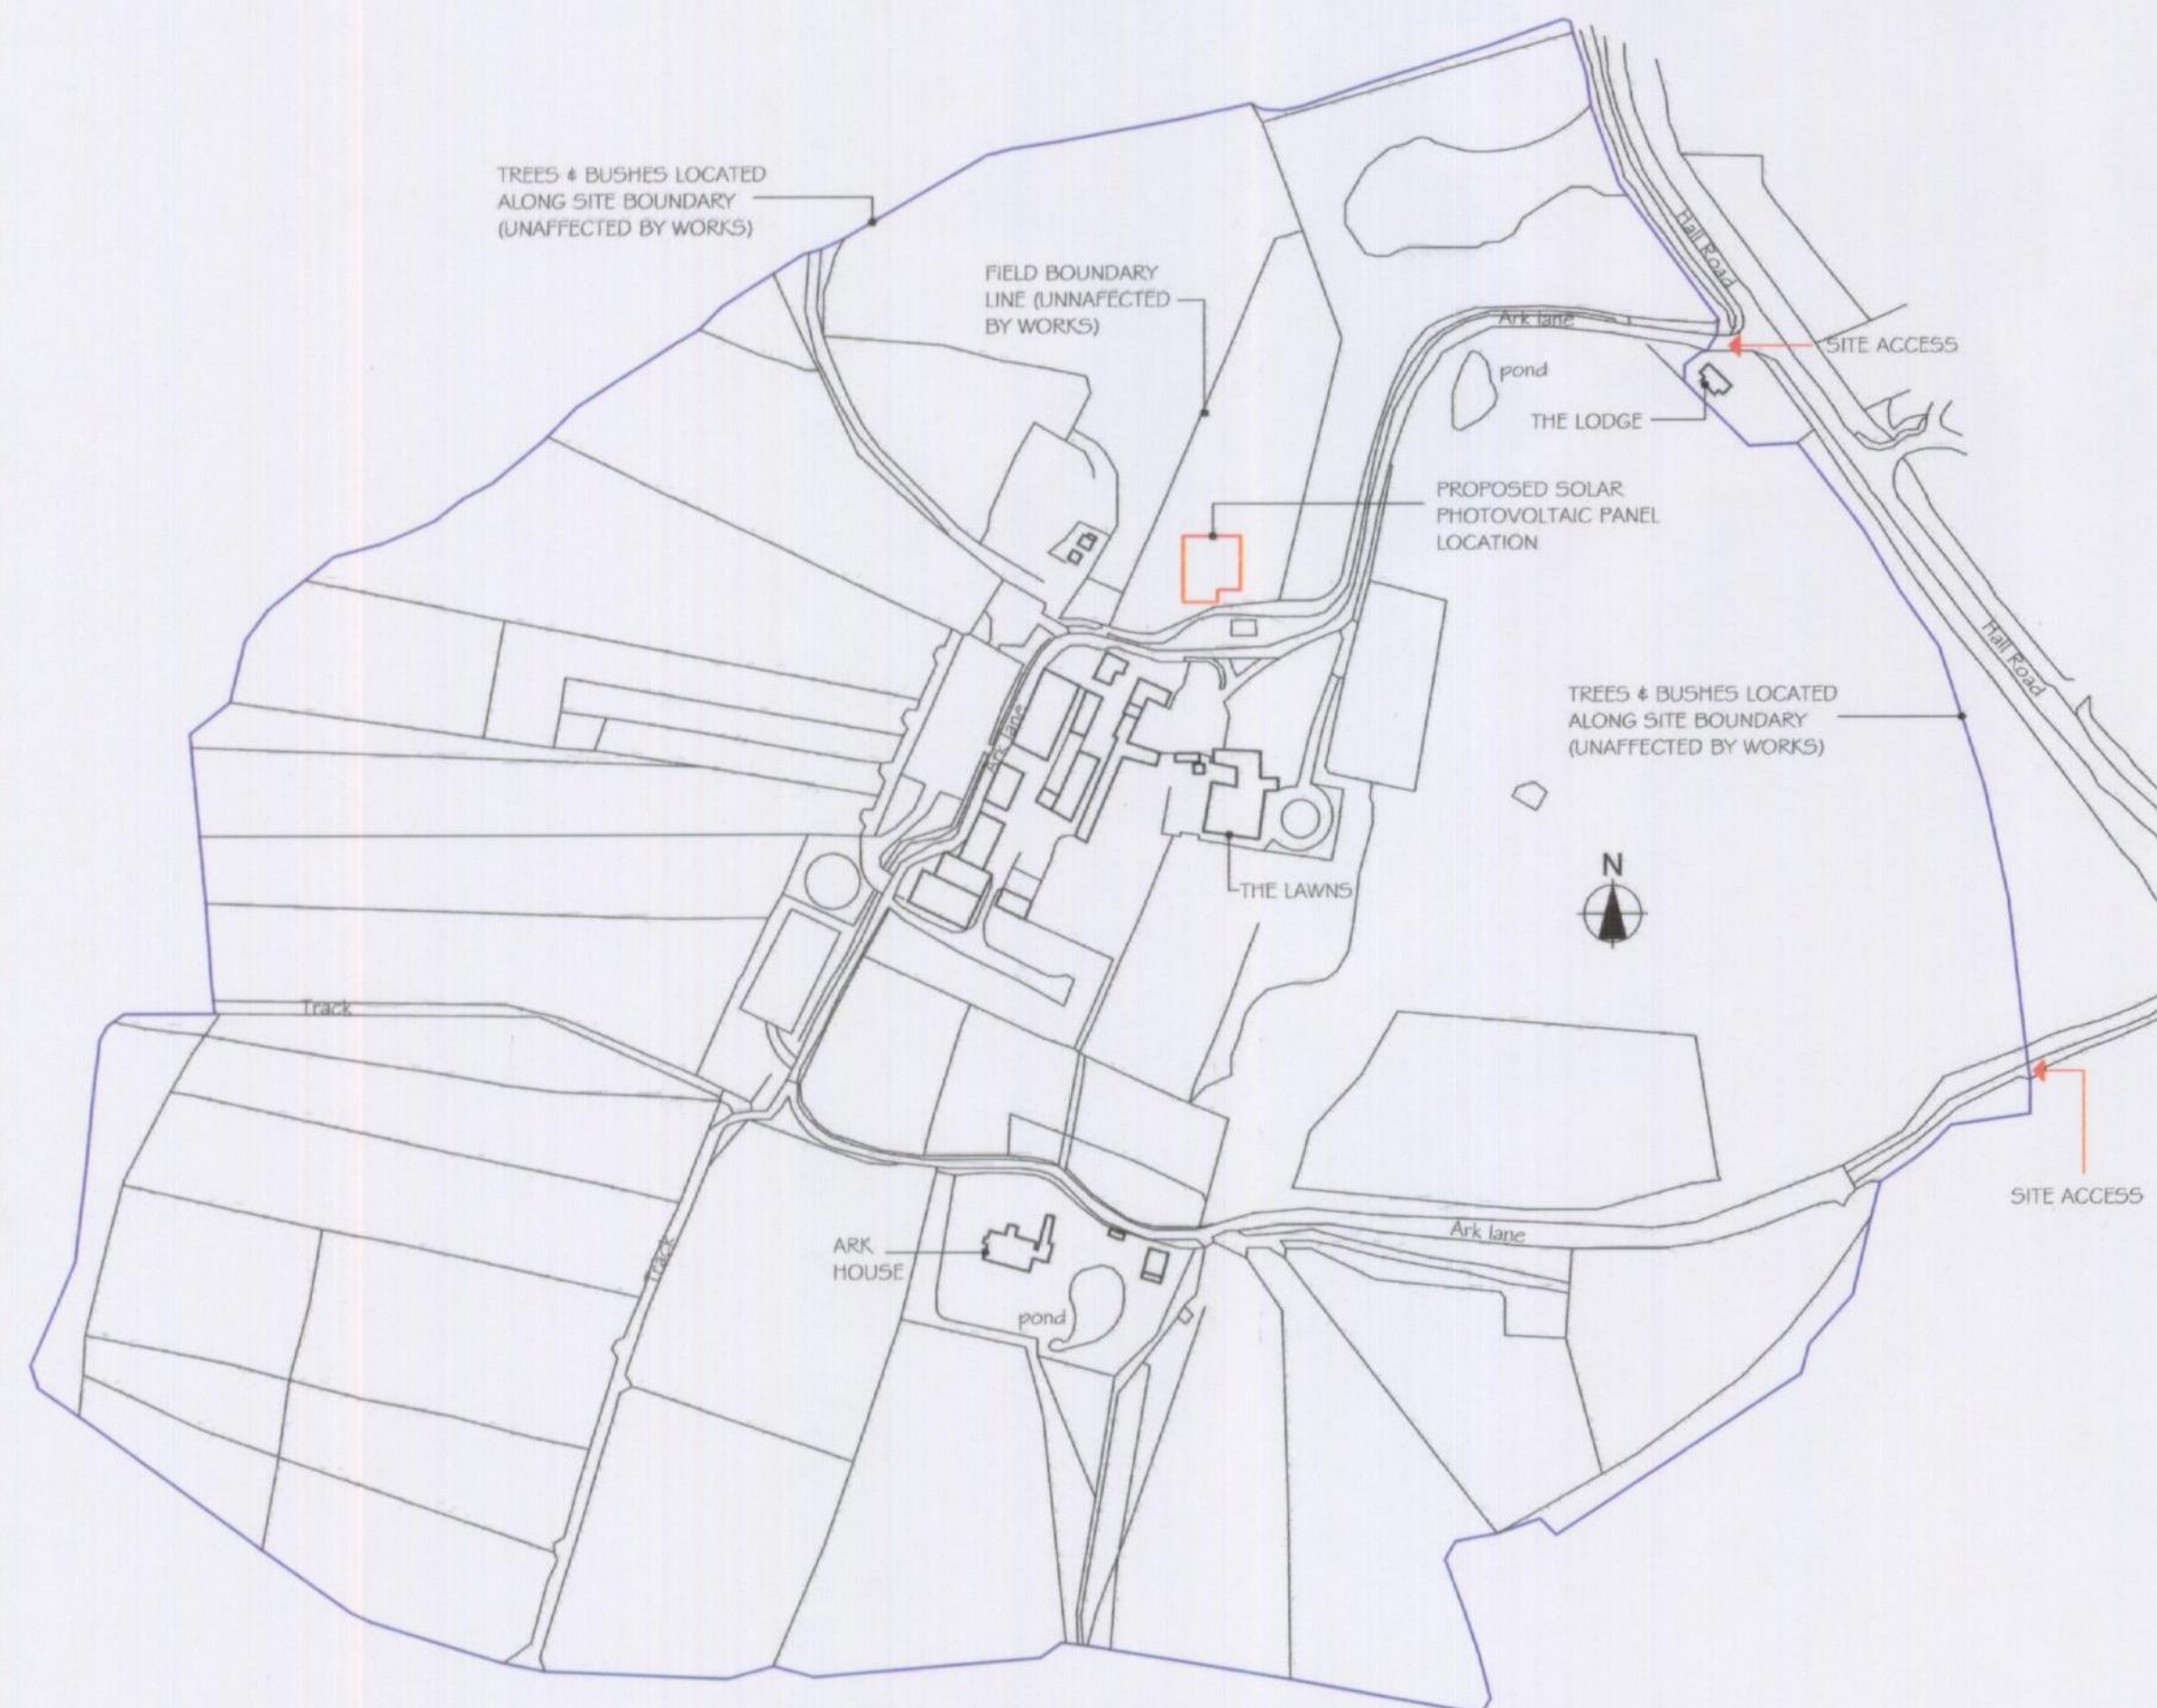 TREES & BUSHES LOCATED
ALONG SITE BOUNDARY
(UNAFFECTED BY WORKS)
FIELD BOUNDARY
LINE (UNNAFECTED
BY WORKS)
Hall Road
Ark lane
SITE ACCESS
pond
THE LODGE
PROPOSED SOLAR
PHOTOVOLTAIC PANEL
LOCATION
Hall Road
TREES & BUSHES LOCATED
ALONG SITE BOUNDARY
(UNAFFECTED BY WORKS)
Ark lane
THE LAWNS
N
Track
SITE ACCESS
Ark lane
ARK
HOUSE
Track
pond